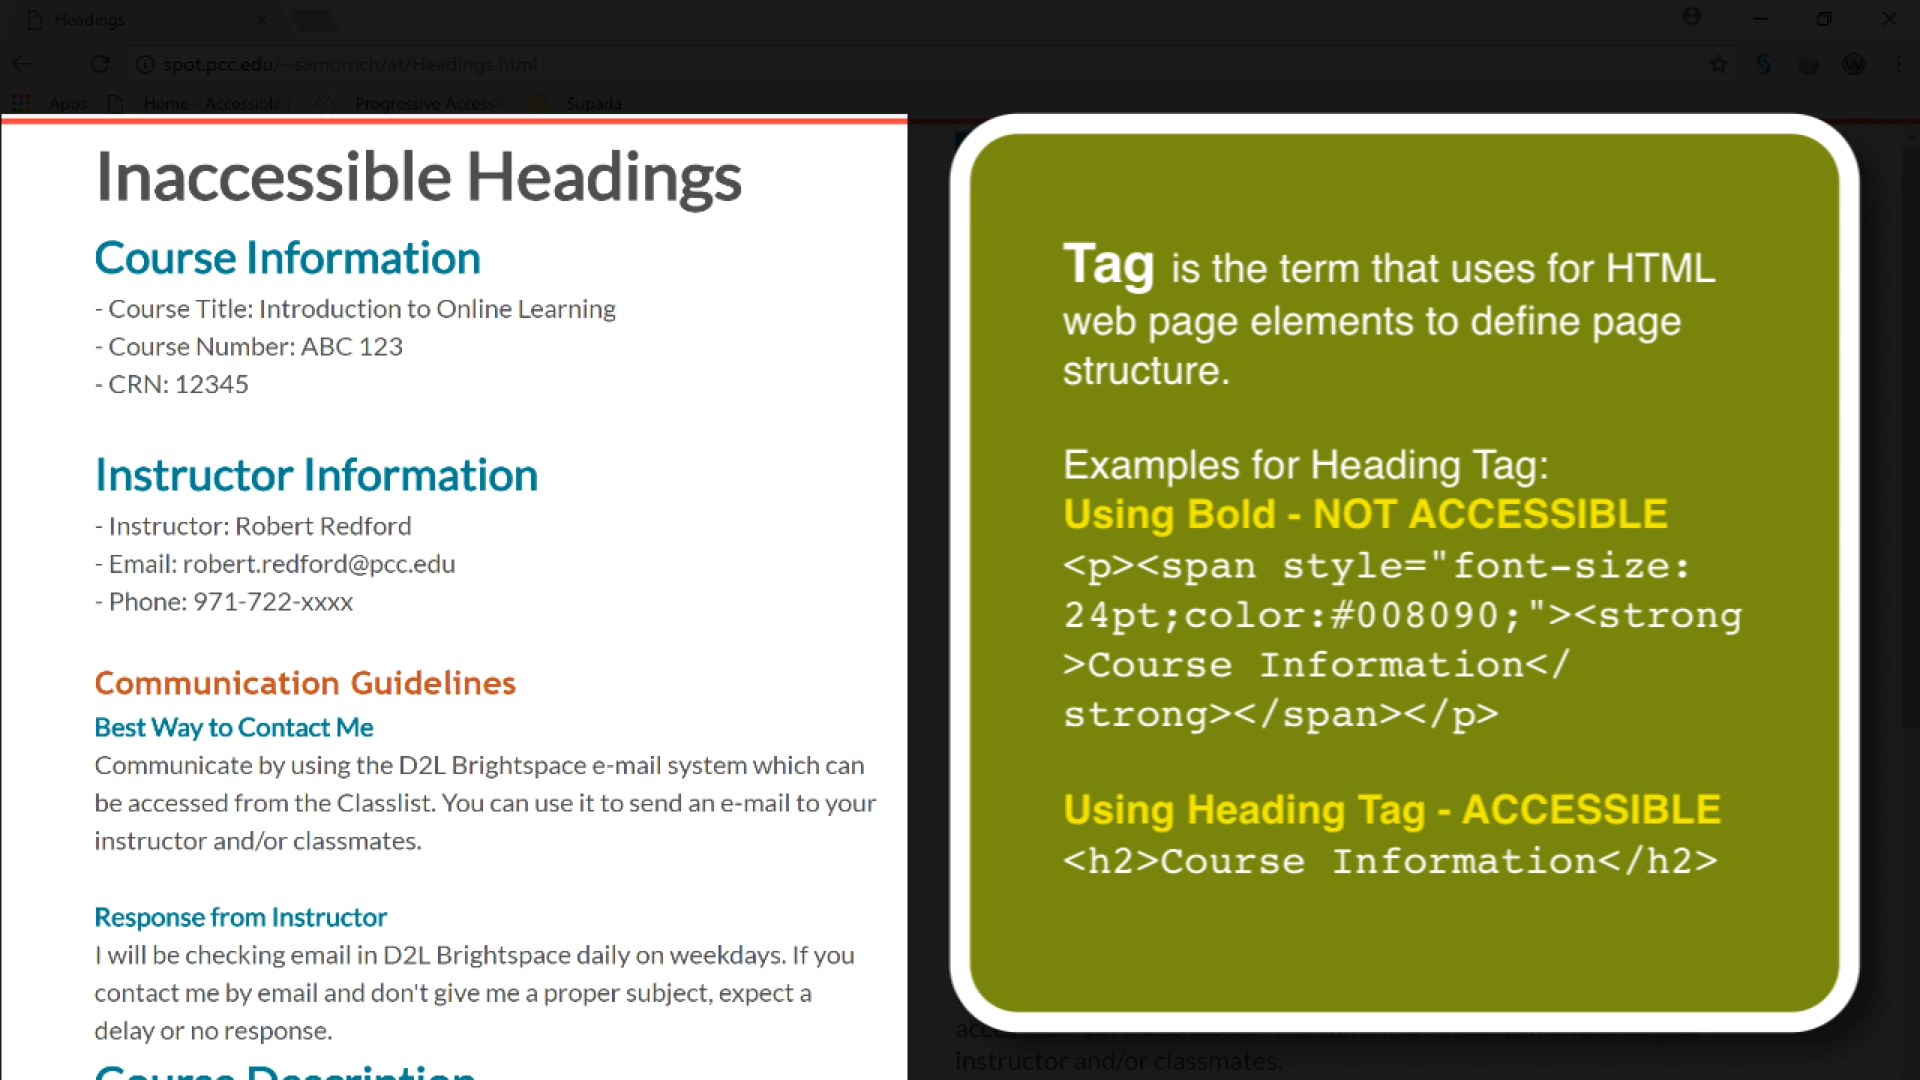 Headings
spot.pcc.edu/~samornch/at/Headings.html
Apps Home - Accessible E Progressive Accessi Supada
Inaccessible Headings
Course Information
- Course Title: Introduction to Online Learning
- Course Number: ABC 123
- CRN: 12345
Instructor Information
- Instructor: Robert Redford
- Email: robert.redford@pcc.edu
- Phone: 971-722-xxxx
Communication Guidelines
Best Way to Contact Me
Communicate by using the D2L Brightspace e-mail system which can
be accessed from the Classlist. You can use it to send an e-mail to your
instructor and/or classmates.
Response from Instructor
I will be checking email in D2L Brightspace daily on weekdays. If you
contact me by email and don't give me a proper subject, expect a
delay or no response.
Course Description
Tag is the term that uses for HTML
web page elements to define page
structure.
Examples for Heading Tag:
Using Bold - NOT ACCESSIBLE
<p><span style="font-size:
24pt;color:#008090;"><strong
>Course Information</
strong></span></p>
Using Heading Tag - ACCESSIBLE
<h2>Course Information</h2>
instructor and/or classmates.